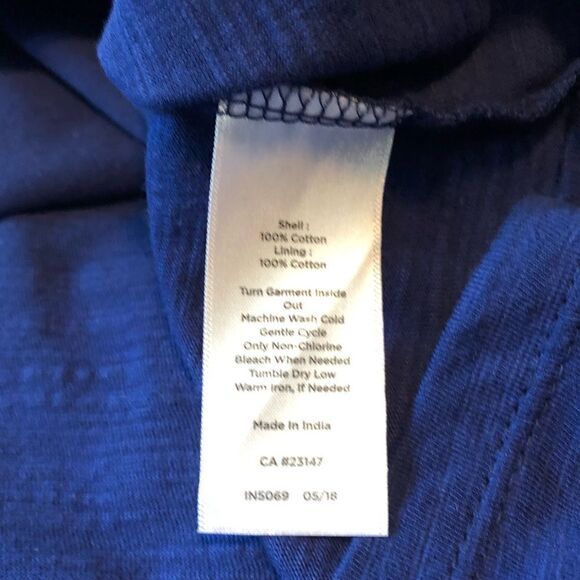 Shell :
100% Cotton
Lining :
100% Cotton
Turn Garment Inside
Out
Machine Wash Cold
Gentle Cycle
Only Non-Chlorine
Bleach When Needed
Tumble Dry Low
Warm Iron, If Needed
Made In India
CA #23147
IN5069 05/18